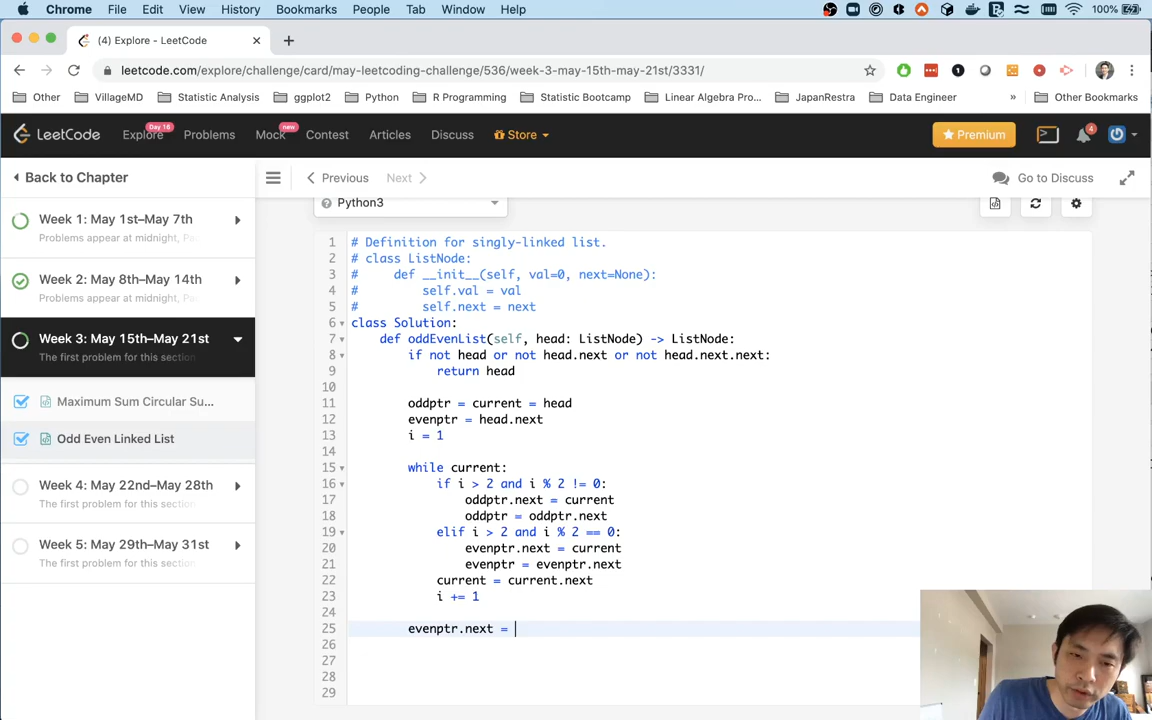 Chrome File Edit View History Bookmarks People Tab Window Help 100%
(4) Explore - LeetCode
leetcode.com/explore/challenge/card/may-leetcoding-challenge/536/week-3-may-15th-may-21st/3331/
Other VillageMD Statistic Analysis ggplot2 Python R Programming Statistic Bootcamp Linear Algebra Pro... JapanRestra Data Engineer » Other Bookmarks
LeetCode Explore Day 16 Problems Mock new Contest Articles Discuss Store Premium 4
Back to Chapter
Previous Next Go to Discuss
Week 1: May 1st–May 7th
Problems appear at midnight, Pa
Week 2: May 8th–May 14th
Problems appear at midnight, Pa
Week 3: May 15th–May 21st
The first problem for this section
Maximum Sum Circular Su...
Odd Even Linked List
Week 4: May 22nd–May 28th
The first problem for this section
Week 5: May 29th–May 31st
The first problem for this section
Python3
1 # Definition for singly-linked list.
2 # class ListNode:
3 #     def __init__(self, val=0, next=None):
4 #         self.val = val
5 #         self.next = next
6 class Solution:
7     def oddEvenList(self, head: ListNode) -> ListNode:
8         if not head or not head.next or not head.next.next:
9             return head
10
11         oddptr = current = head
12         evenptr = head.next
13         i = 1
14
15         while current:
16             if i > 2 and i % 2 != 0:
17                 oddptr.next = current
18                 oddptr = oddptr.next
19             elif i > 2 and i % 2 == 0:
20                 evenptr.next = current
21                 evenptr = evenptr.next
22             current = current.next
23             i += 1
24
25         evenptr.next =
26
27
28
29